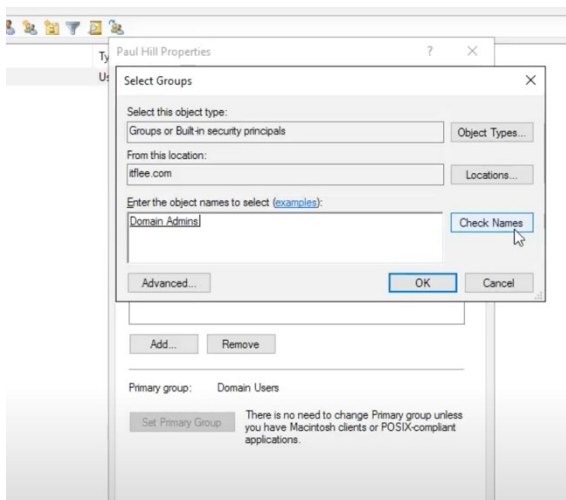 Ty
Paul Hill Properties
?
Us
Select Groups
Select this object type:
Groups or Built-in security principals
Object Types...
From this location:
itflee.com
Locations...
Enter the object names to select (examples):
Domain Admins
Check Names
Advanced...
OK
Cancel
Add...
Remove
Primary group:
Domain Users
Set Primary Group
There is no need to change Primary group unless
you have Macintosh clients or POSIX-compliant
applications.